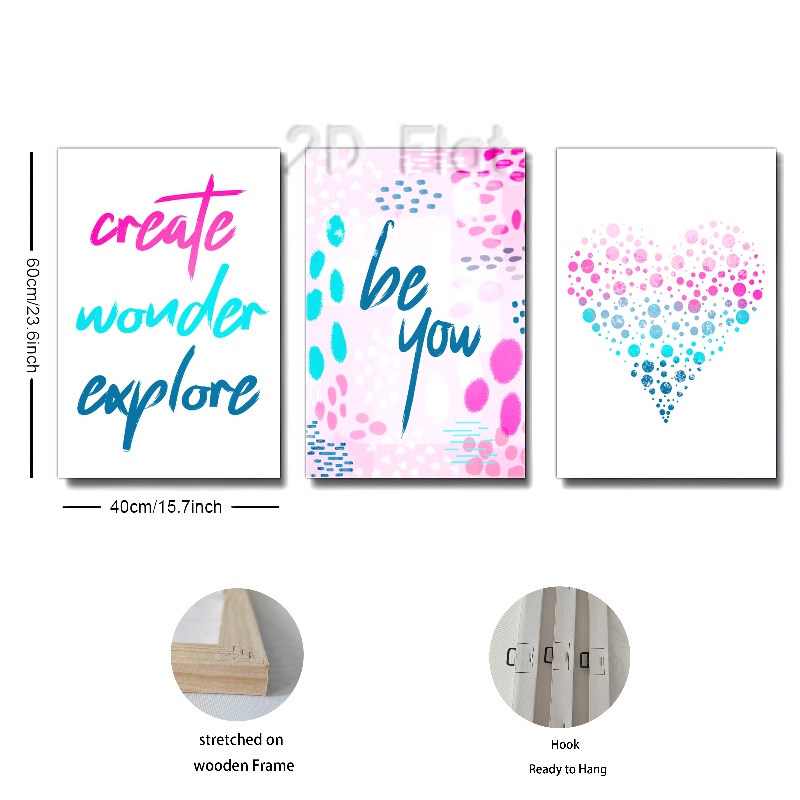 2D Flat
create
wonder
explore
be
you
60cm/23.6inch
40cm/15.7inch
stretched on
wooden Frame
Hook
Ready to Hang